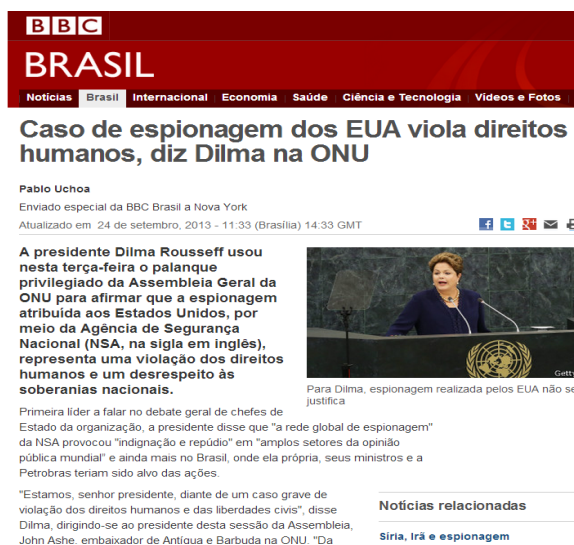 BBC
BRASIL
Notícias Brasil Internacional Economia Saúde Ciência e Tecnologia Vídeos e Fotos
Caso de espionagem dos EUA viola direitos
humanos, diz Dilma na ONU
Pablo Uchoa
Enviado especial da BBC Brasil a Nova York
Atualizado em 24 de setembro, 2013 - 11:33 (Brasília) 14:33 GMT
A presidente Dilma Rousseff usou
nesta terça-feira o palanque
privilegiado da Assembleia Geral da
ONU para afirmar que a espionagem
atribuída aos Estados Unidos, por
meio da Agência de Segurança
Nacional (NSA, na sigla em inglês),
representa uma violação dos direitos
humanos e um desrespeito às
soberanias nacionais.
Getty
Para Dilma, espionagem realizada pelos EUA não se
justifica
Primeira líder a falar no debate geral de chefes de
Estado da organização, a presidente disse que "a rede global de espionagem"
da NSA provocou "indignação e repúdio" em "amplos setores da opinião
pública mundial" e ainda mais no Brasil, onde ela própria, seus ministros e a
Petrobras teriam sido alvo das ações.
"Estamos, senhor presidente, diante de um caso grave de
violação dos direitos humanos e das liberdades civis", disse
Dilma, dirigindo-se ao presidente desta sessão da Assembleia,
John Ashe, embaixador de Antígua e Barbuda na ONU. "Da
Notícias relacionadas
Síria, Irã e espionagem